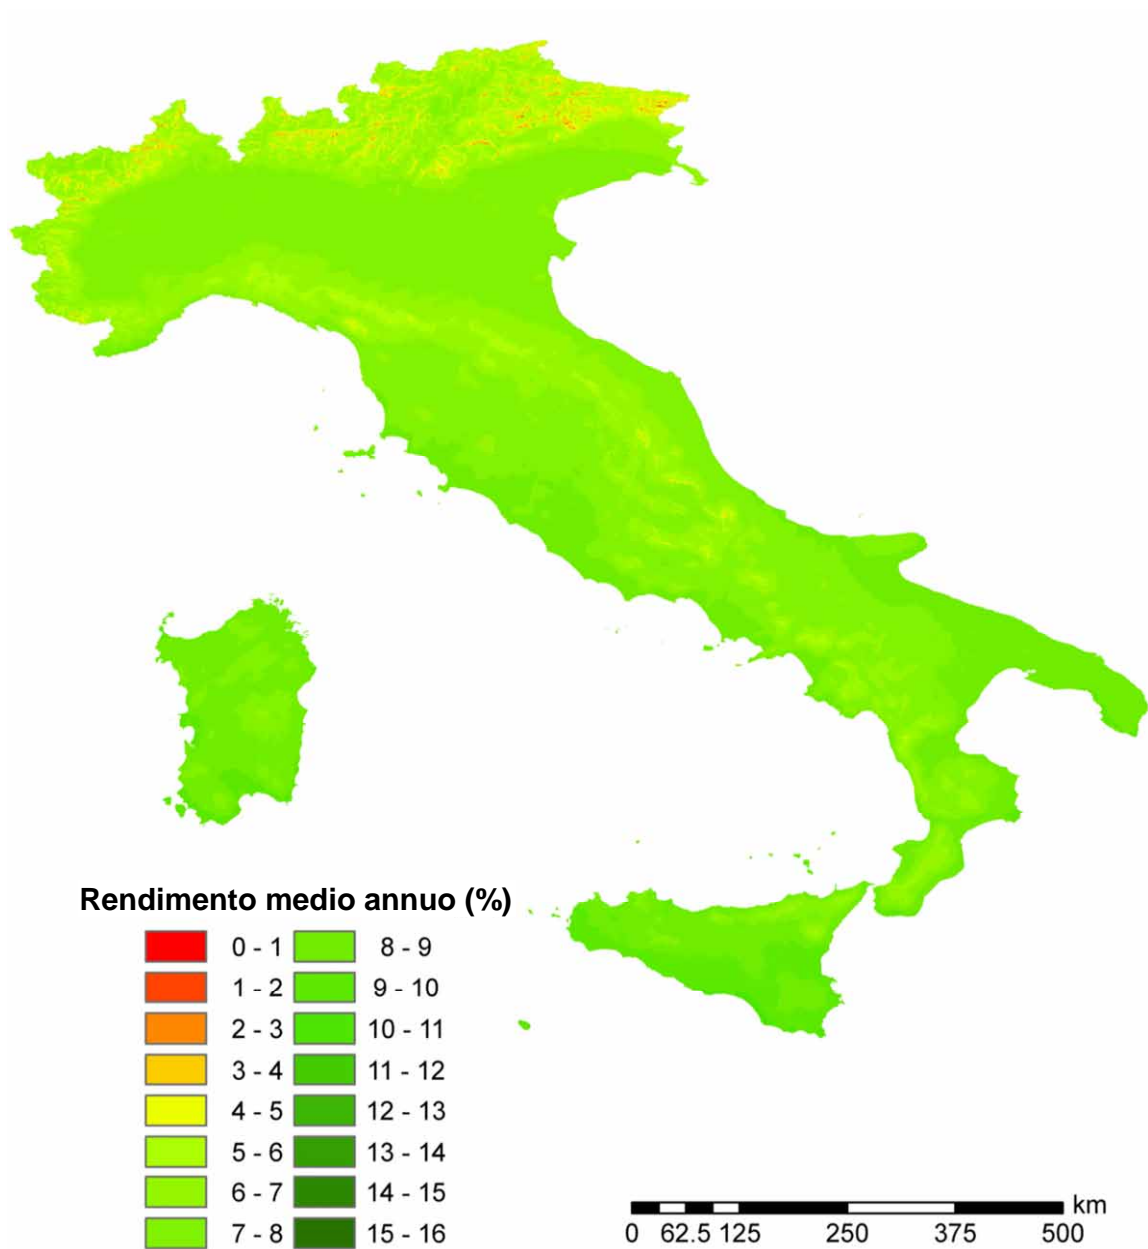 Rendimento medio annuo (%)
0 - 1 8 - 9
1 - 2 9 - 10
2 - 3 10 - 11
3 - 4 11 - 12
4 - 5 12 - 13
5 - 6 13 - 14
6 - 7 14 - 15
7 - 8 15 - 16
km
0 62.5 125 250 375 500